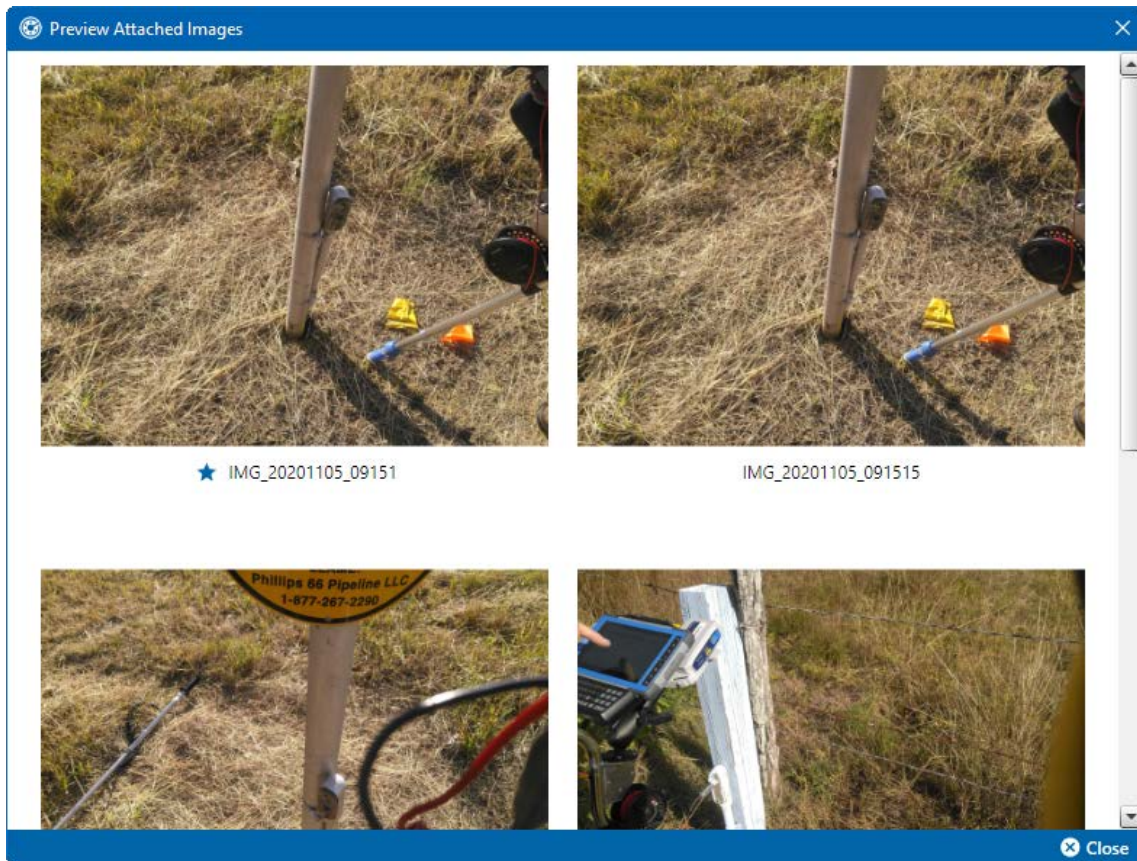 Preview Attached Images
IMG_20201105_09151
IMG_20201105_091515
Phillips 66 Pipeline LLC
1-877-267-2290
Close